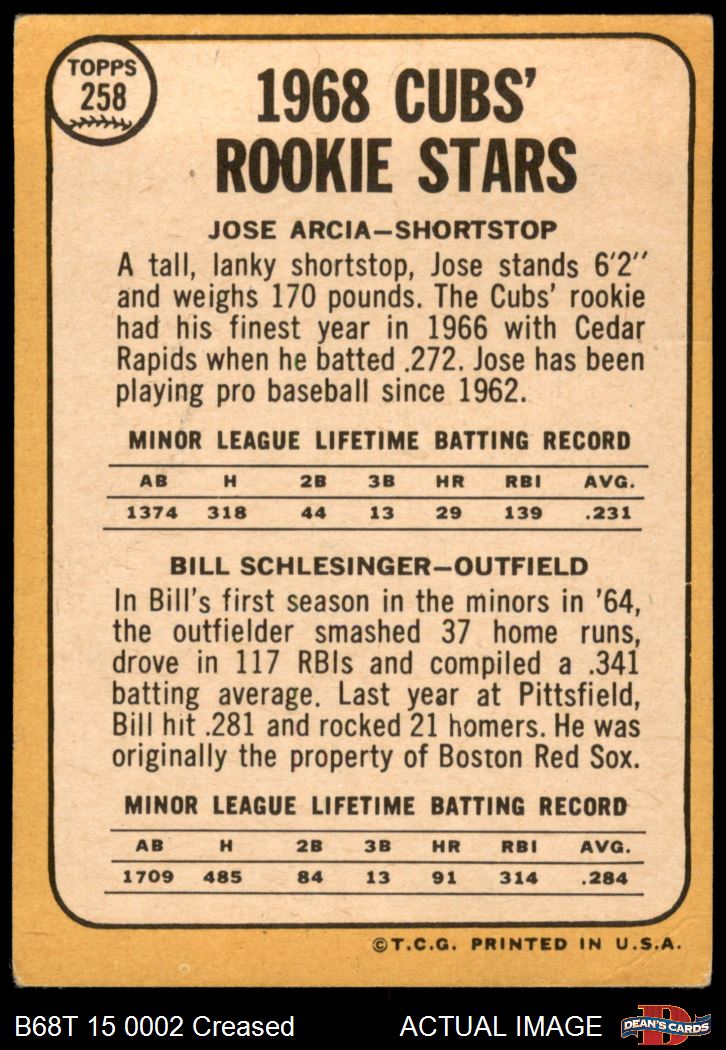 TOPPS
258
1968 CUBS'
ROOKIE STARS
JOSE ARCIA—SHORTSTOP
A tall, lanky shortstop, Jose stands 6'2"
and weighs 170 pounds. The Cubs' rookie
had his finest year in 1966 with Cedar
Rapids when he batted .272. Jose has been
playing pro baseball since 1962.
MINOR LEAGUE LIFETIME BATTING RECORD
AB H 2B 3B HR RBI AVG.
1374 318 44 13 29 139 .231
BILL SCHLESINGER—OUTFIELD
In Bill's first season in the minors in '64,
the outfielder smashed 37 home runs,
drove in 117 RBIs and compiled a .341
batting average. Last year at Pittsfield,
Bill hit .281 and rocked 21 homers. He was
originally the property of Boston Red Sox.
MINOR LEAGUE LIFETIME BATTING RECORD
AB H 2B 3B HR RBI AVG.
1709 485 84 13 91 314 .284
©T.C.G. PRINTED IN U.S.A.
B68T 15 0002 Creased ACTUAL IMAGE
D
DEAN'S CARDS